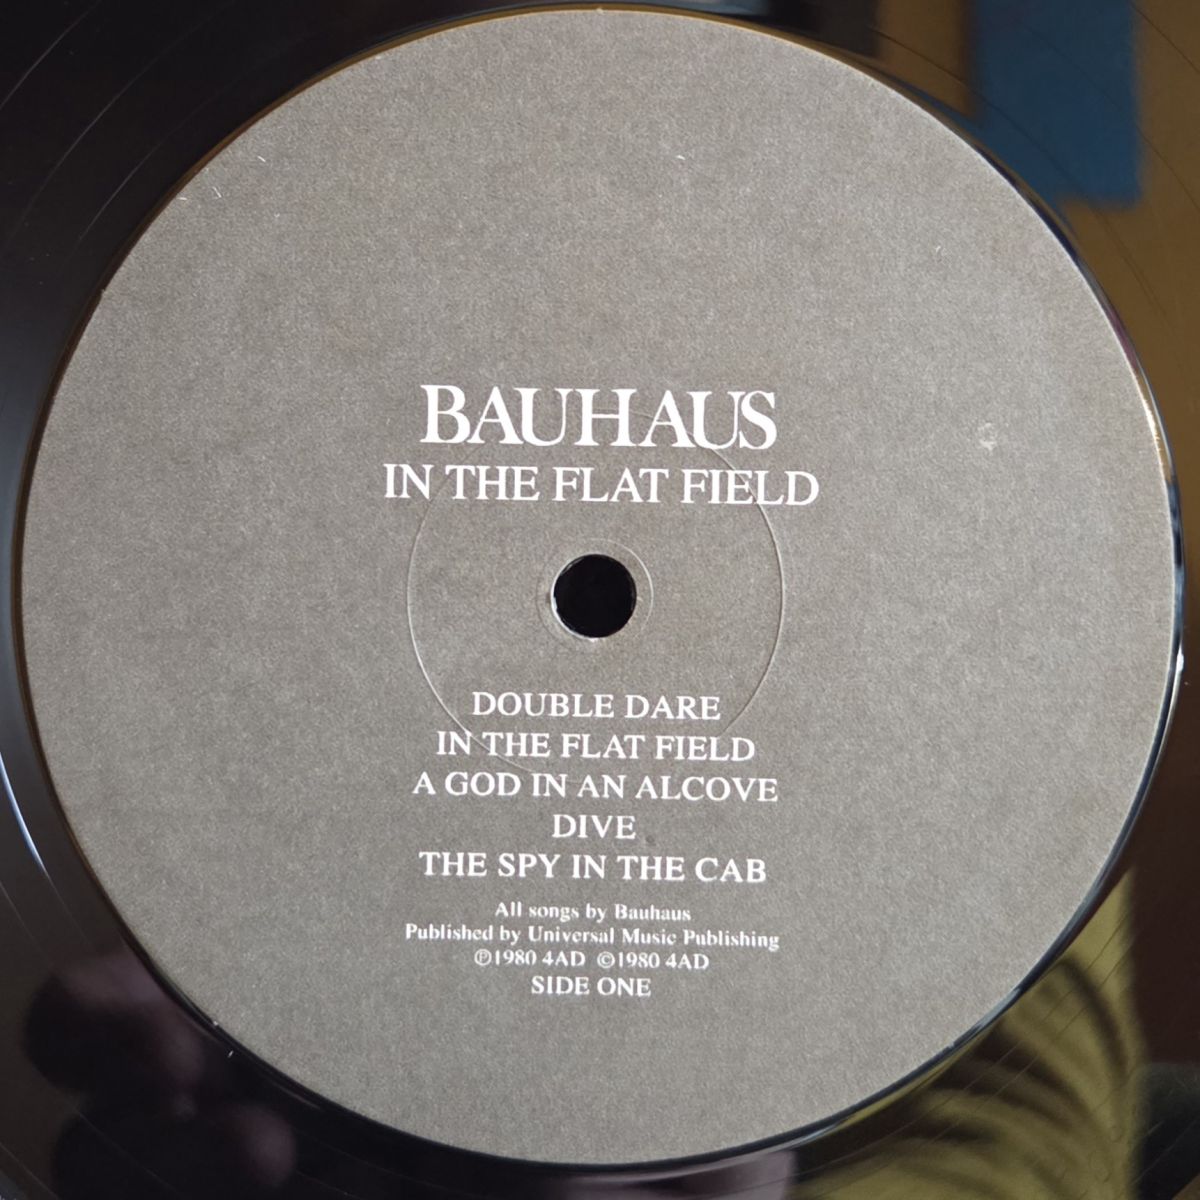 BAUHAUS
IN THE FLAT FIELD
DOUBLE DARE
IN THE FLAT FIELD
A GOD IN AN ALCOVE
DIVE
THE SPY IN THE CAB
All songs by Bauhaus
Published by Universal Music Publishing
℗1980 4AD ©1980 4AD
SIDE ONE